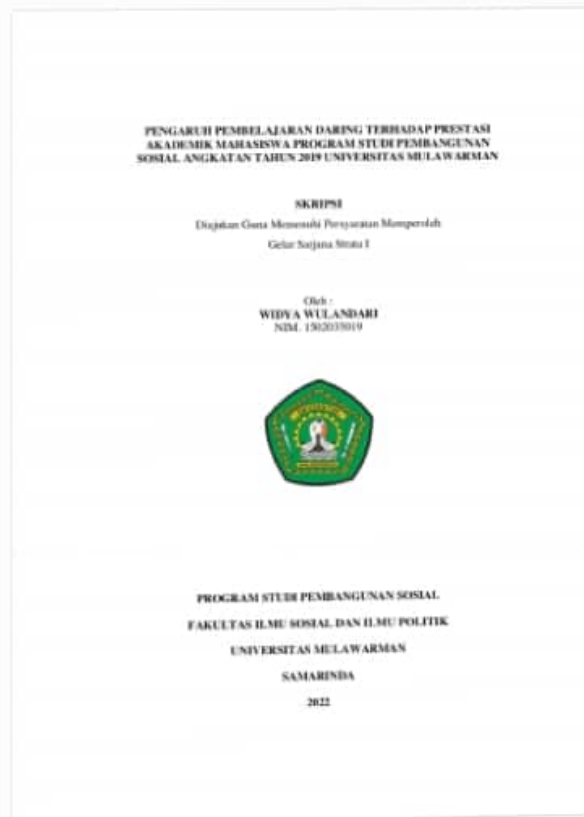 PENGARUH PEMBELAJARAN DARING TERHADAP PRESTASI
AKADEMIK MAHASISWA PROGRAM STUDI PEMBANGUNAN
SOSIAL ANGKATAN TAHUN 2019 UNIVERSITAS MULAWARMAN
SKRIPSI
Diajukan Guna Memenuhi Persyaratan Memperoleh
Gelar Sarjana Strata I
Oleh :
WIDYA WULANDARI
NIM. 1502035019
PROGRAM STUDI PEMBANGUNAN SOSIAL
FAKULTAS ILMU SOSIAL DAN ILMU POLITIK
UNIVERSITAS MULAWARMAN
SAMARINDA
2022